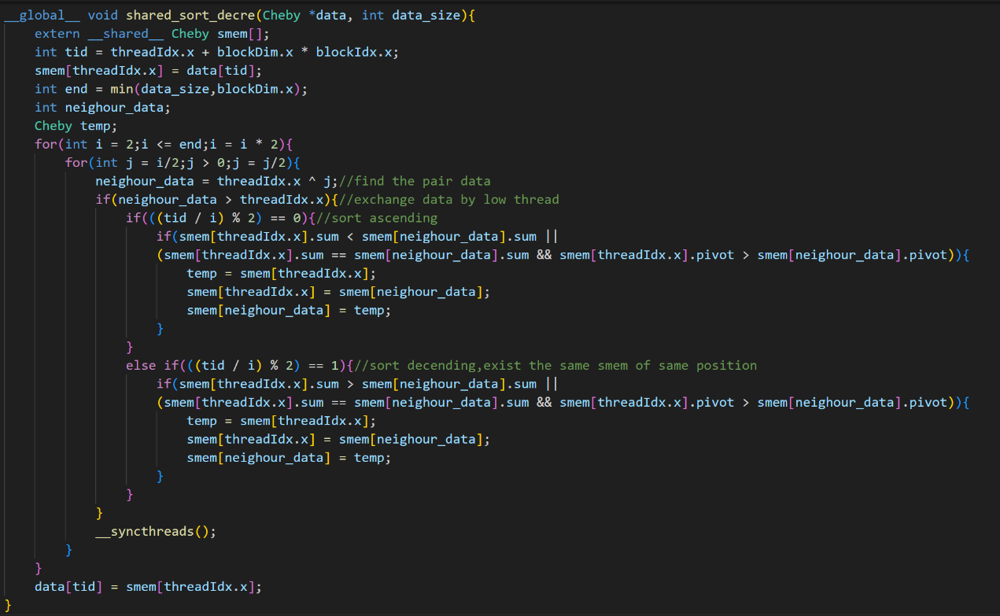 __global__ void shared_sort_decre(Cheby *data, int data_size){
    extern __shared__ Cheby smem[];
    int tid = threadIdx.x + blockDim.x * blockIdx.x;
    smem[threadIdx.x] = data[tid];
    int end = min(data_size,blockDim.x);
    int neighour_data;
    Cheby temp;
    for(int i = 2;i <= end;i = i * 2){
        for(int j = i/2;j > 0;j = j/2){
            neighour_data = threadIdx.x ^ j;//find the pair data
            if(neighour_data > threadIdx.x){//exchange data by low thread
                if(((tid / i) % 2) == 0){//sort ascending
                    if(smem[threadIdx.x].sum < smem[neighour_data].sum ||
                    (smem[threadIdx.x].sum == smem[neighour_data].sum && smem[threadIdx.x].pivot > smem[neighour_data].pivot)){
                        temp = smem[threadIdx.x];
                        smem[threadIdx.x] = smem[neighour_data];
                        smem[neighour_data] = temp;
                    }
                }
                else if(((tid / i) % 2) == 1){//sort decending,exist the same smem of same position
                    if(smem[threadIdx.x].sum > smem[neighour_data].sum ||
                    (smem[threadIdx.x].sum == smem[neighour_data].sum && smem[threadIdx.x].pivot > smem[neighour_data].pivot)){
                        temp = smem[threadIdx.x];
                        smem[threadIdx.x] = smem[neighour_data];
                        smem[neighour_data] = temp;
                    }
                }
            }
            __syncthreads();
        }
    }
    data[tid] = smem[threadIdx.x];
}